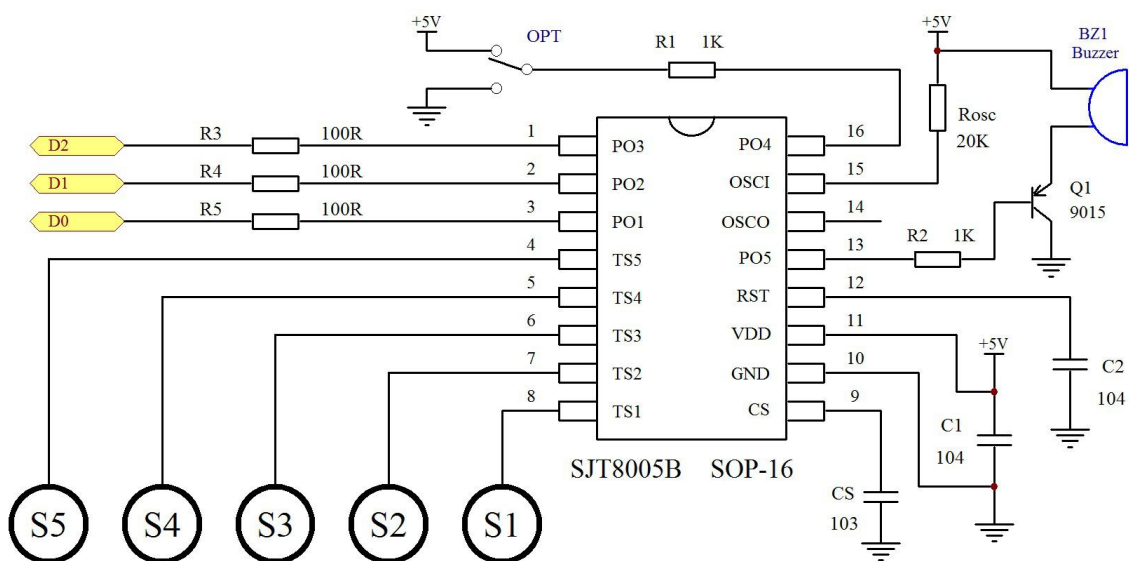 +5V
OPT
R1 1K
+5V
BZ1
Buzzer
Rosc
20K
D2 R3 100R 1 PO3 PO4 16
D1 R4 100R 2 PO2 OSCI 15
D0 R5 100R 3 PO1 OSCO 14
4 TS5 PO5 13 R2 1K
Q1
9015
5 TS4 RST 12
6 TS3 VDD 11
7 TS2 GND 10
8 TS1 CS 9
+5V
C2
104
C1
104
SJT8005B SOP-16
CS
103
S5 S4 S3 S2 S1